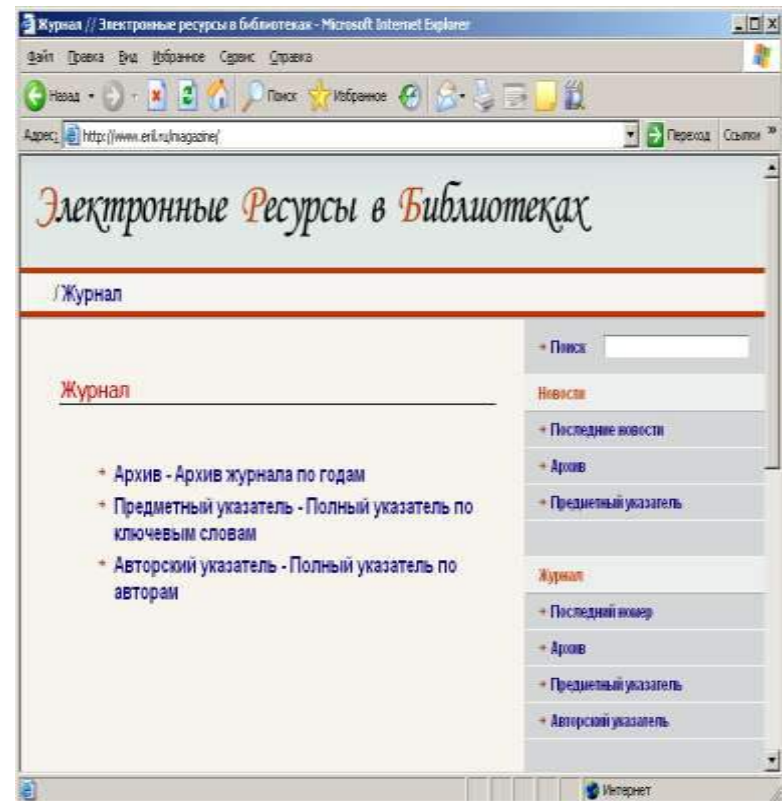 Журнал // Электронные ресурсы в библиотеках - Microsoft Internet Explorer
Файл Правка Вид Избранное Сервис Справка
Назад Поиск Избранное
Адрес: http://www.eril.ru/magazine/ Переход Ссылки »
Электронные Ресурсы в Библиотеках
/ Журнал
Поиск
Журнал
Архив - Архив журнала по годам
Предметный указатель - Полный указатель по
ключевым словам
Авторский указатель - Полный указатель по
авторам
Новости
Последние новости
Архив
Предметный указатель
Журнал
Последний номер
Архив
Предметный указатель
Авторский указатель
Интернет